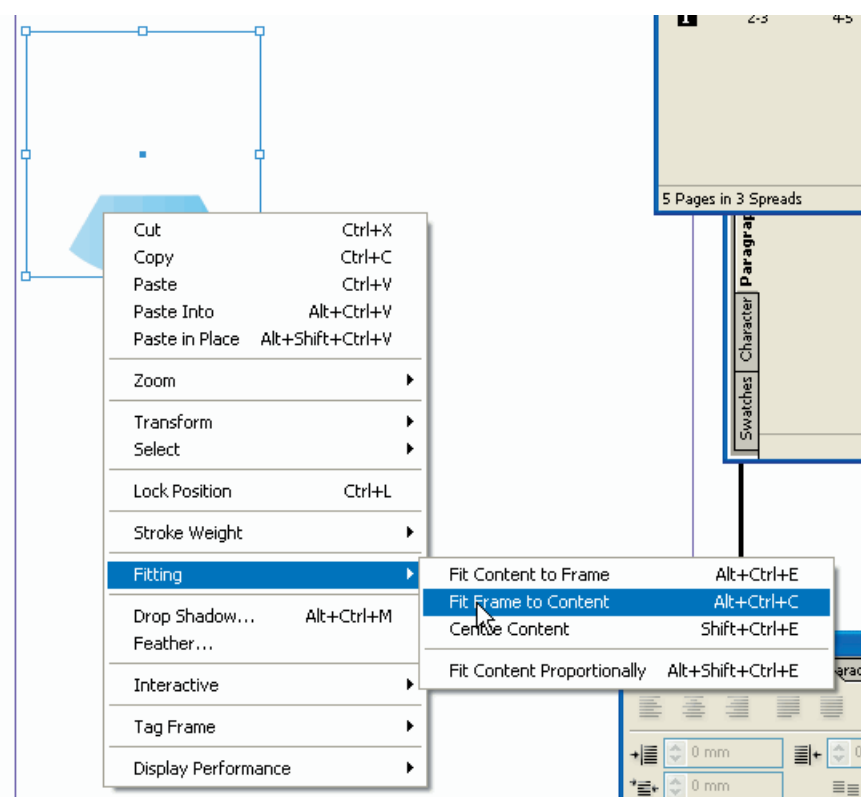 1 2-3 4-5
5 Pages in 3 Spreads
Paragrap
Character
Swatches
Cut Ctrl+X
Copy Ctrl+C
Paste Ctrl+V
Paste Into Alt+Ctrl+V
Paste in Place Alt+Shift+Ctrl+V
Zoom
Transform
Select
Lock Position Ctrl+L
Stroke Weight
Fitting
Fit Content to Frame Alt+Ctrl+E
Fit Frame to Content Alt+Ctrl+C
Centre Content Shift+Ctrl+E
Fit Content Proportionally Alt+Shift+Ctrl+E
Drop Shadow... Alt+Ctrl+M
Feather...
Interactive
Tag Frame
Display Performance
arac
0 mm 0
0 mm